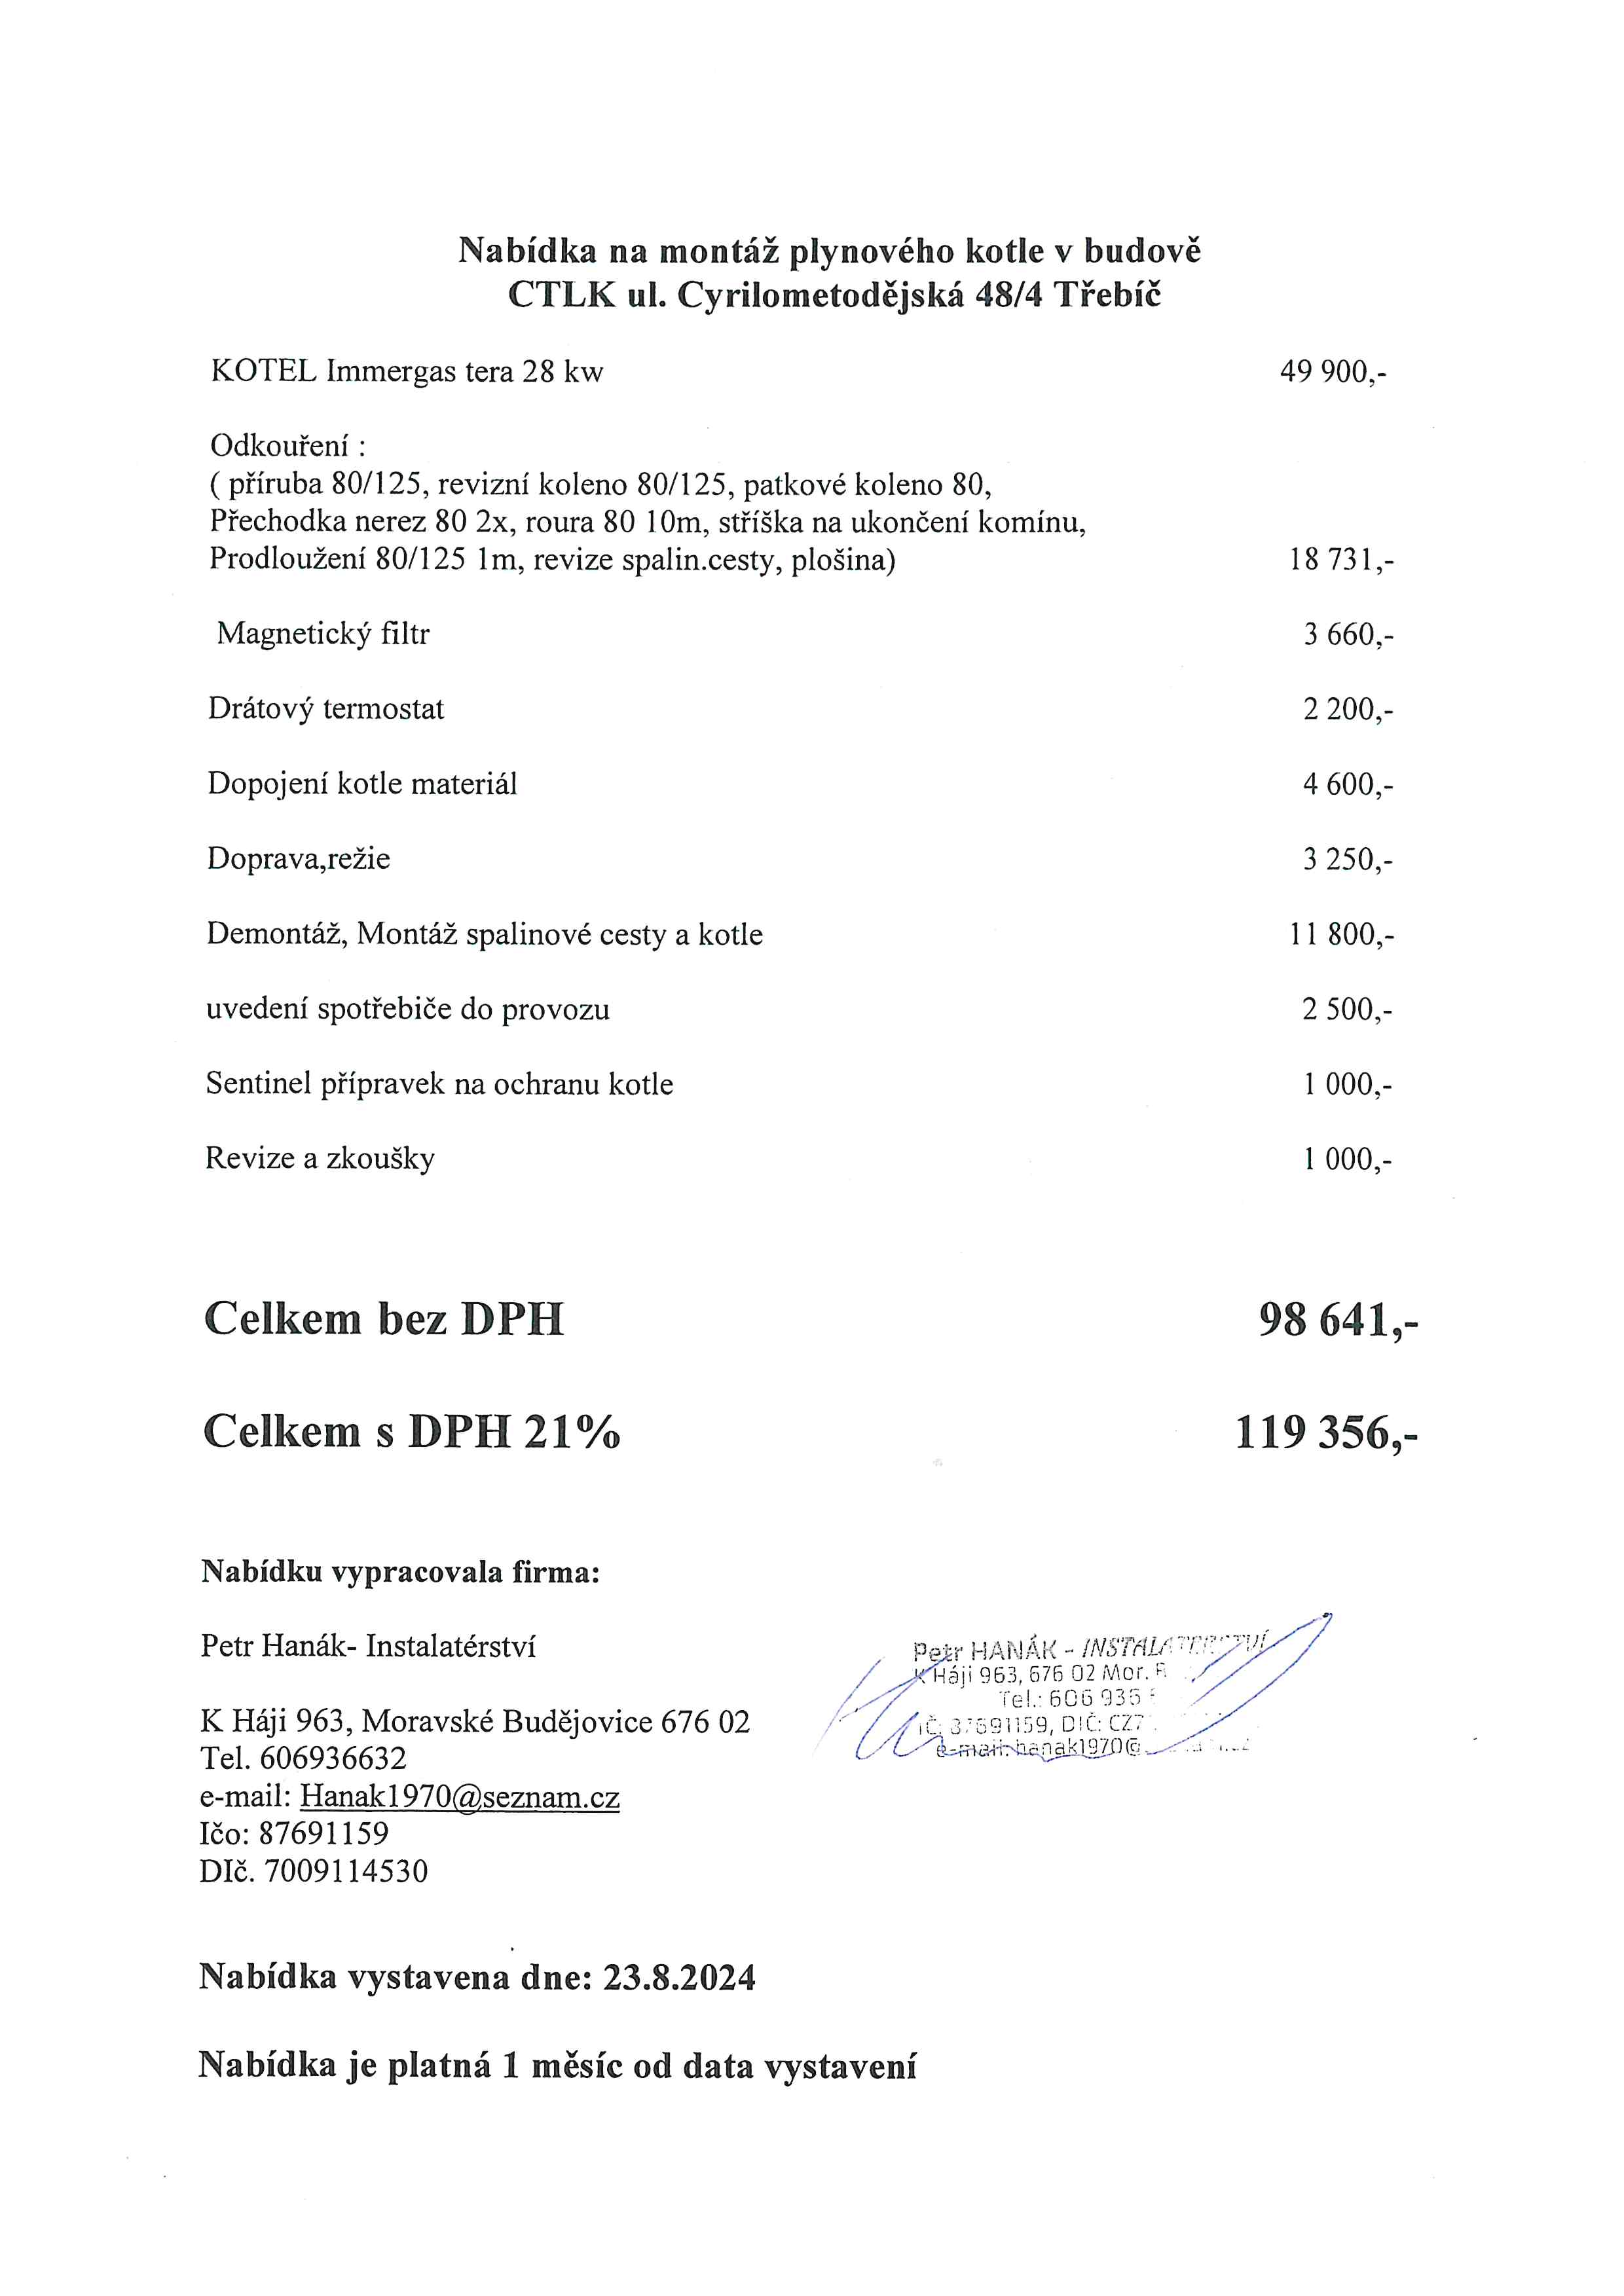 Nabídka na montáž plynového kotle v budově
CTLK ul. Cyrilometodějská 48/4 Třebíč
KOTEL Immergas tera 28 kw 49 900,-
Odkouření :
( příruba 80/125, revizní koleno 80/125, patkové koleno 80,
Přechodka nerez 80 2x, roura 80 10m, stříška na ukončení komínu,
Prodloužení 80/125 1m, revize spalin.cesty, plošina) 18 731,-
Magnetický filtr 3 660,-
Drátový termostat 2 200,-
Dopojení kotle materiál 4 600,-
Doprava,režie 3 250,-
Demontáž, Montáž spalinové cesty a kotle 11 800,-
uvedení spotřebiče do provozu 2 500,-
Sentinel přípravek na ochranu kotle 1 000,-
Revize a zkoušky 1 000,-
Celkem bez DPH 98 641,-
Celkem s DPH 21% 119 356,-
Nabídku vypracovala firma:
Petr Hanák- Instalatérství
K Háji 963, Moravské Budějovice 676 02
Tel. 606936632
e-mail: Hanak1970@seznam.cz
Ičo: 87691159
DIč. 7009114530
Petr HANÁK - INSTALATÉRSTVÍ
K Háji 963, 676 02 Mor.
Tel.: 606 936
DIČ:
e-mail: hanak1970@
Nabídka vystavena dne: 23.8.2024
Nabídka je platná 1 měsíc od data vystavení